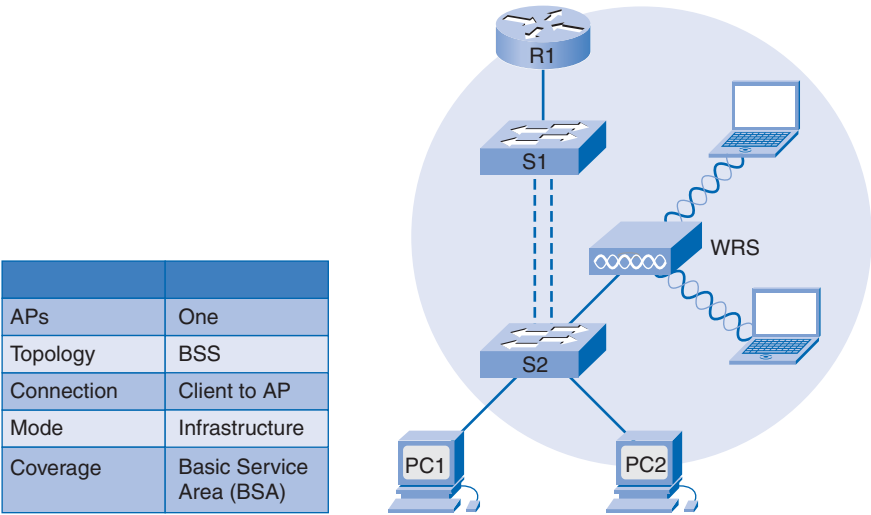 APs One
Topology BSS
Connection Client to AP
Mode Infrastructure
Coverage Basic Service
Area (BSA)
R1
S1
WRS
S2
PC1
PC2